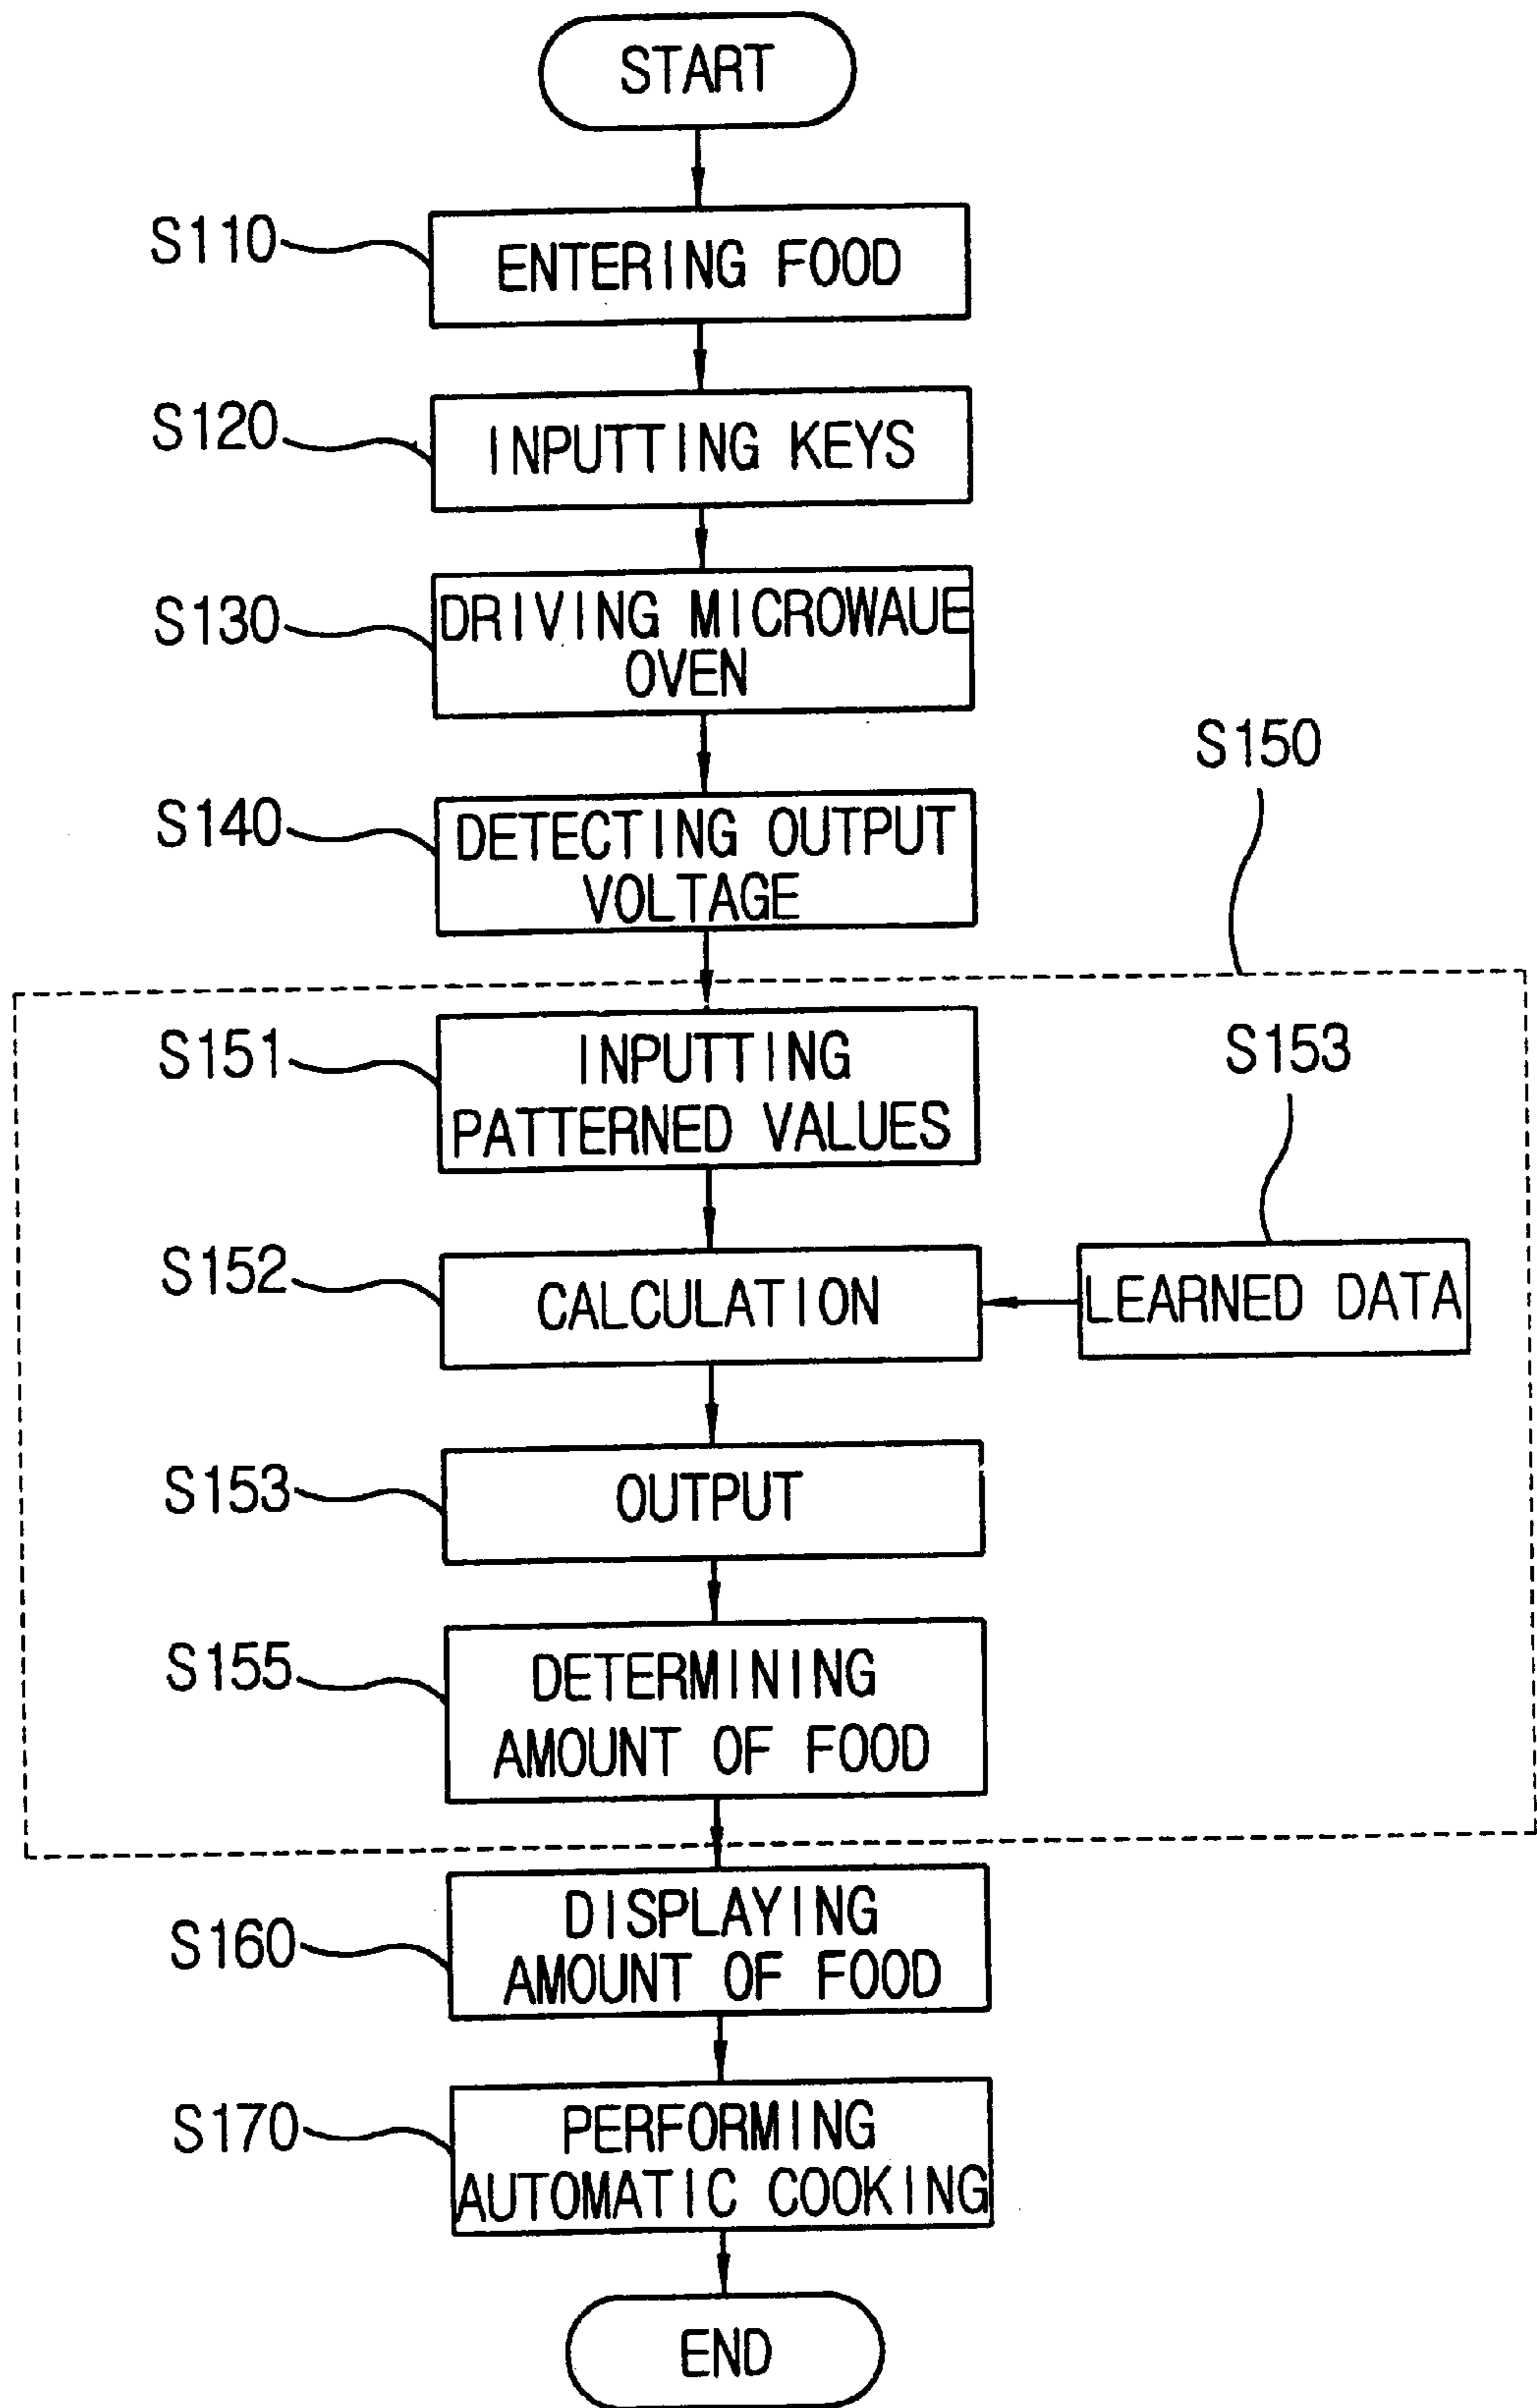 START
S110
ENTERING FOOD
S120
INPUTTING KEYS
S130
DRIVING MICROWAUE
OVEN
S150
S140
DETECTING OUTPUT
VOLTAGE
S151
INPUTTING
PATTERNED VALUES
S153
S152
CALCULATION
LEARNED DATA
S153
OUTPUT
S155
DETERMINING
AMOUNT OF FOOD
S160
DISPLAYING
AMOUNT OF FOOD
S170
PERFORMING
AUTOMATIC COOKING
END